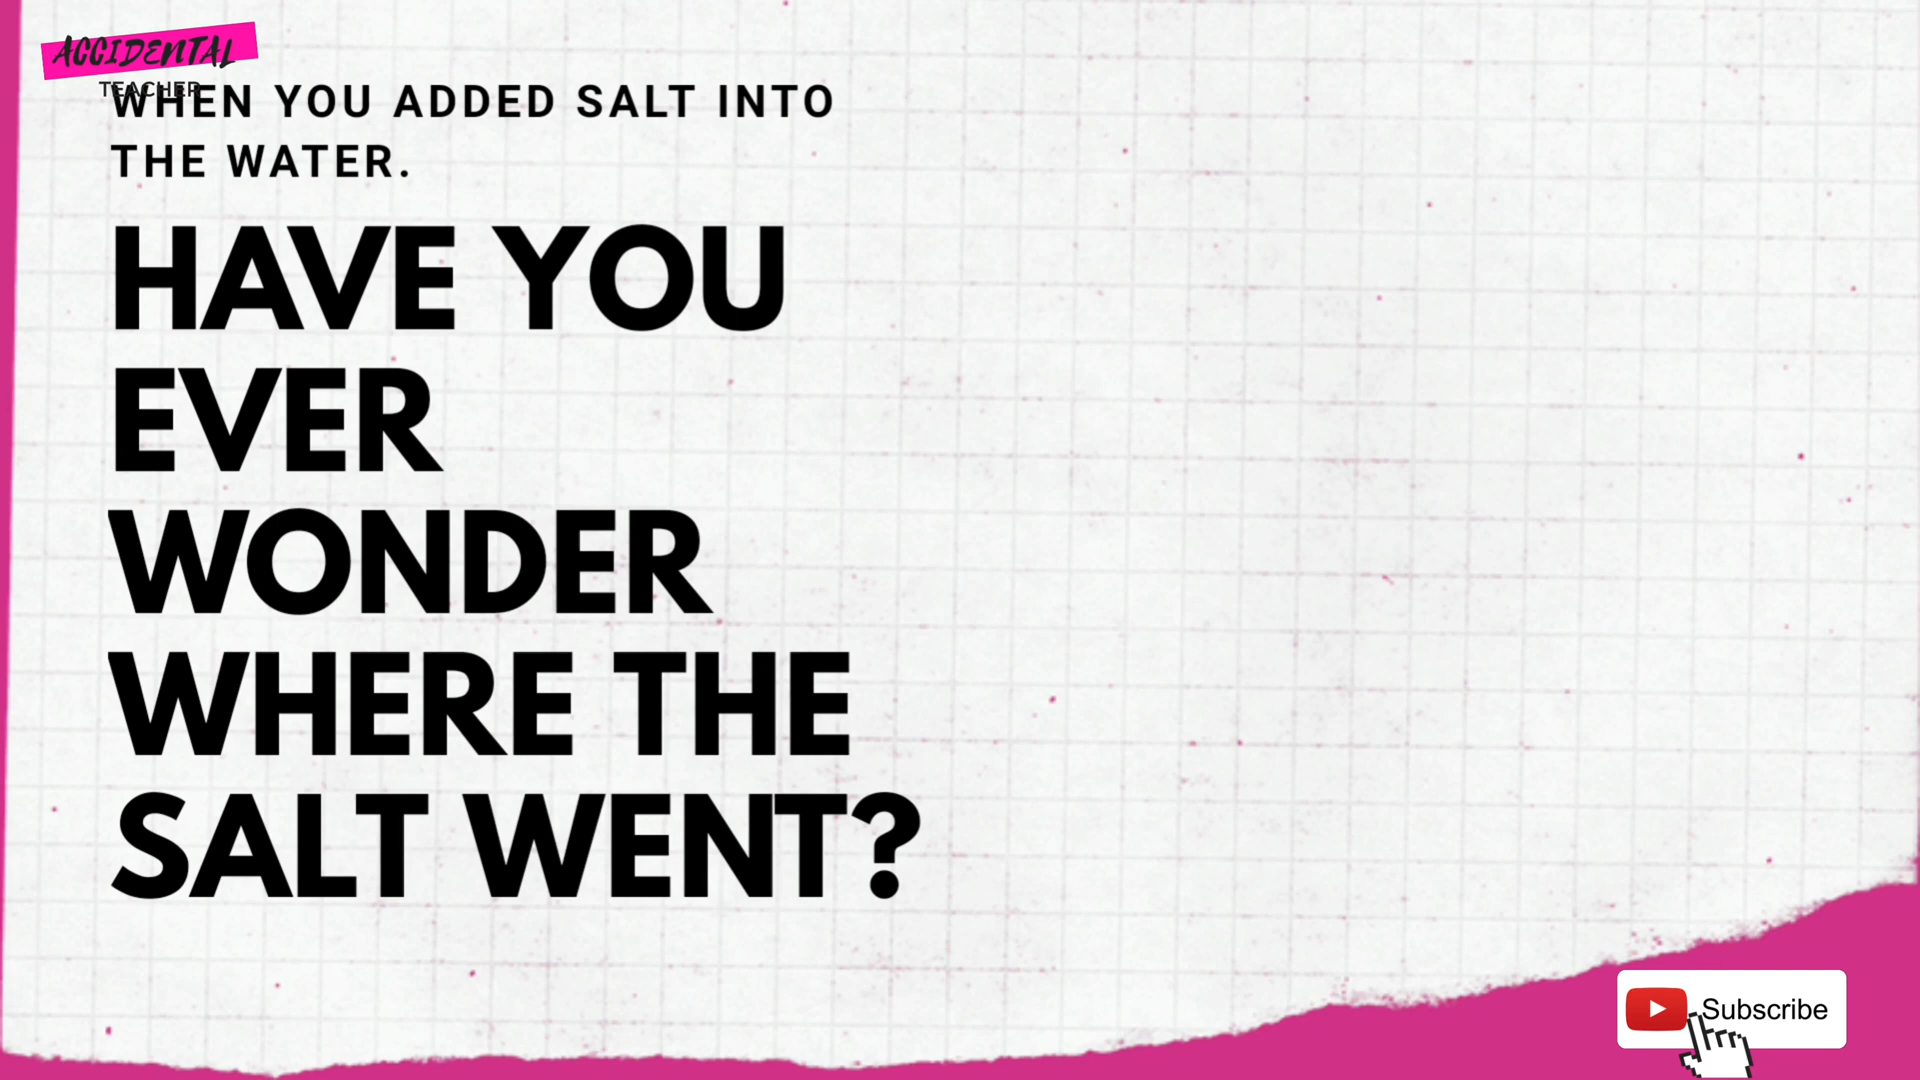 ACCIDENTAL
TEACHER
WHEN YOU ADDED SALT INTO
THE WATER.
HAVE YOU
EVER
WONDER
WHERE THE
SALT WENT?
Subscribe